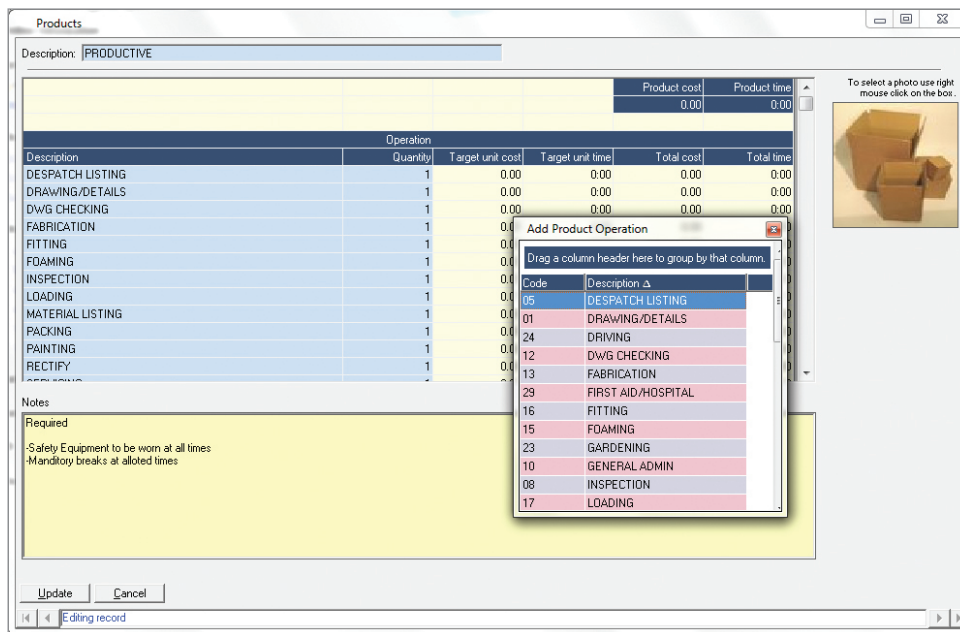 Products
Description: PRODUCTIVE
To select a photo use right
mouse click on the box .
Product cost Product time
0.00 0:00
Operation
Description Quantity Target unit cost Target unit time Total cost Total time
DESPATCH LISTING 1 0.00 0:00 0.00 0:00
DRAWING/DETAILS 1 0.00 0:00 0.00 0:00
DWG CHECKING 1 0.00 0:00 0.00 0:00
FABRICATION 1
FITTING 1
FOAMING 1
INSPECTION 1
LOADING 1
MATERIAL LISTING 1
PACKING 1
PAINTING 1
RECTIFY 1
Add Product Operation
Drag a column header here to group by that column.
Code Description
05 DESPATCH LISTING
01 DRAWING/DETAILS
24 DRIVING
12 DWG CHECKING
13 FABRICATION
29 FIRST AID/HOSPITAL
16 FITTING
15 FOAMING
23 GARDENING
10 GENERAL ADMIN
08 INSPECTION
17 LOADING
Notes
Required
-Safety Equipment to be worn at all times
-Manditory breaks at alloted times
Update Cancel
Editing record